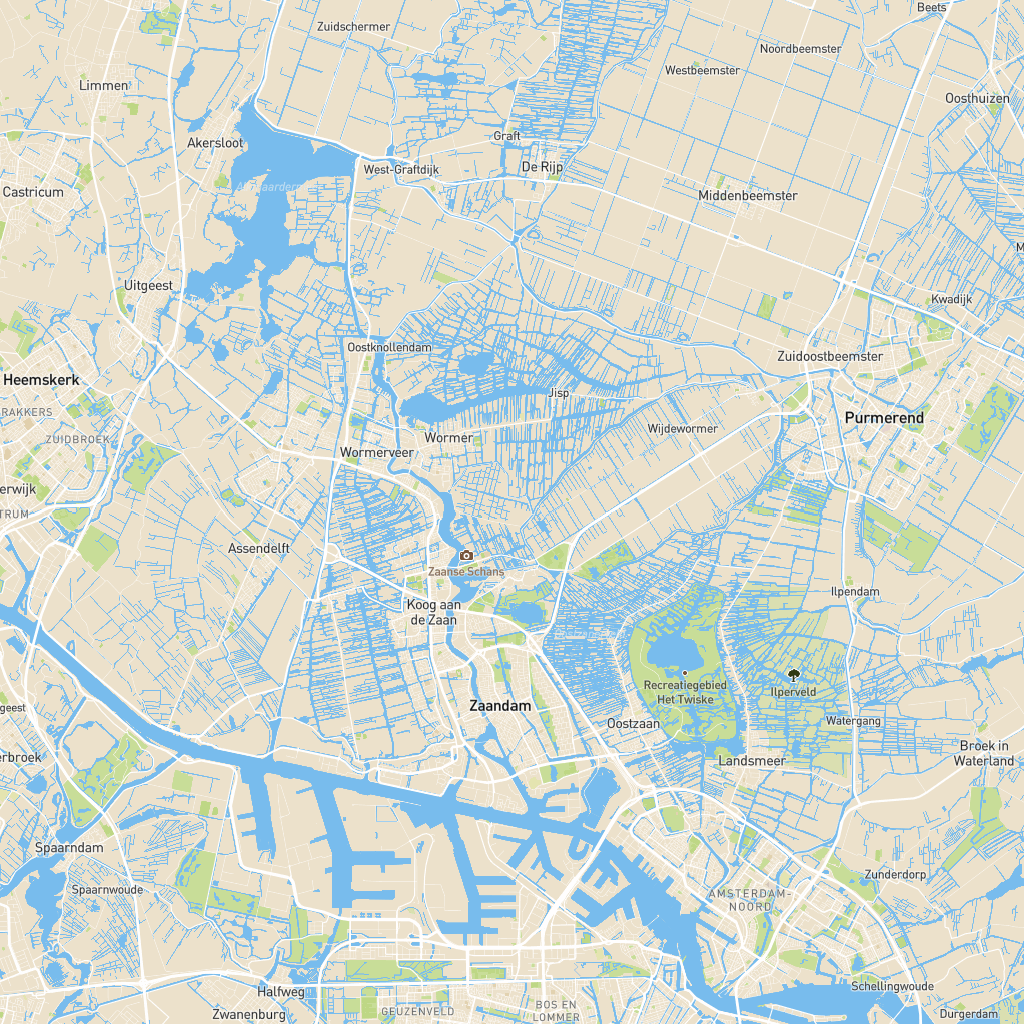 Beets
Zuidschermer
Noordbeemster
Westbeemster
Limmen
Oosthuizen
Graft
Akersloot
West-Graftdijk
De Rijp
Castricum
Middenbeemster
Uitgeest
Kwadijk
Oostknollendam
Zuidoostbeemster
Heemskerk
Jisp
RAKKERS
Purmerend
Wijdewormer
ZUIDBROEK
Wormer
Wormerveer
erwijk
TRUM
Assendelft
Zaanse Schans
Ilpendam
Koog aan
de Zaan
Recreatiegebied
Het Twiske
Ilperveld
geest
Zaandam
Oostzaan
Watergang
Broek in
Waterland
erbroek
Landsmeer
Spaarndam
Zunderdorp
Spaarnwoude
AMSTERDAM-
NOORD
Halfweg
Schellingwoude
Zwanenburg
GEUZENVELD
BOS EN
LOMMER
Durgerdam